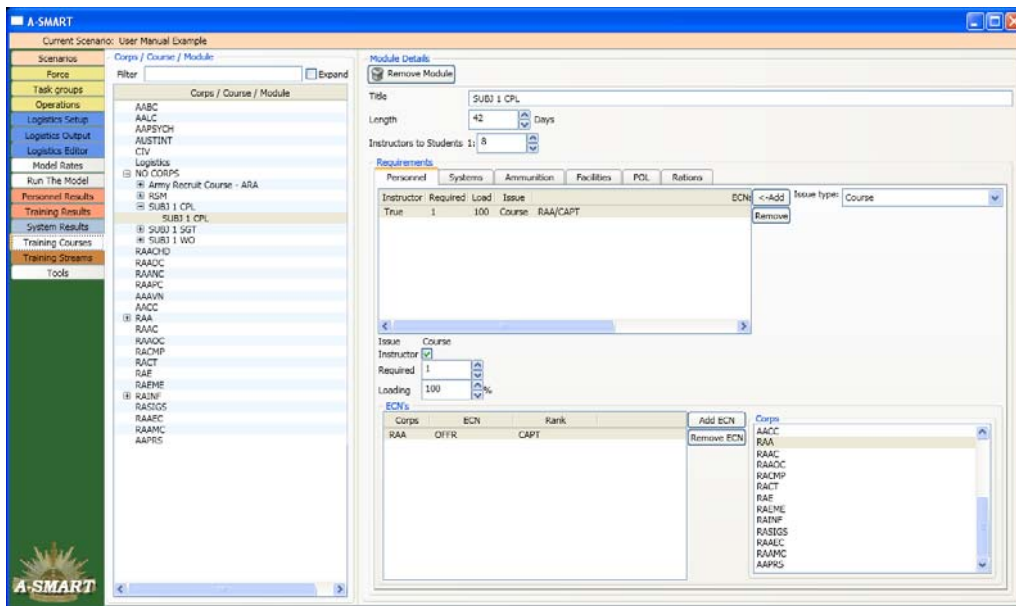 A-SMART
Current Scenario: User Manual Example
Scenarios
Force
Task groups
Operations
Logistics Setup
Logistics Output
Logistics Editor
Model Rates
Run The Model
Personnel Results
Training Results
System Results
Training Courses
Training Streams
Tools
A-SMART
Corps / Course / Module
Filter Expand
Corps / Course / Module
AABC
AALC
AAPSYCH
AUSTINT
CIV
Logistics
NO CORPS
Army Recruit Course - ARA
RSM
SUBJ 1 CPL
SUBJ 1 CPL
SUBJ 1 SGT
SUBJ 1 WO
RAACHD
RAADC
RAANC
RAAPC
AAAVN
AACC
RAA
RAAC
RAAOC
RACMP
RACT
RAE
RAEME
RAINF
RASIGS
RAAEC
RAAMC
AAPRS
Module Details
Remove Module
Title SUBJ 1 CPL
Length 42 Days
Instructors to Students 1: 8
Requirements
Personnel Systems Ammunition Facilities POL Rations
Instructor Required Load Issue ECN:
True 1 100 Course RAA/CAPT
<-Add
Remove
Issue type: Course
Issue Course
Instructor
Required 1
Loading 100 %
ECN's
Corps ECN Rank
RAA OFFR CAPT
Add ECN
Remove ECN
Corps
AACC
RAA
RAAC
RAAOC
RACMP
RACT
RAE
RAEME
RAINF
RASIGS
RAAEC
RAAMC
AAPRS